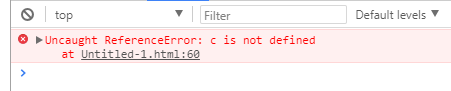 top Filter Default levels
Uncaught ReferenceError: c is not defined
at Untitled-1.html:60